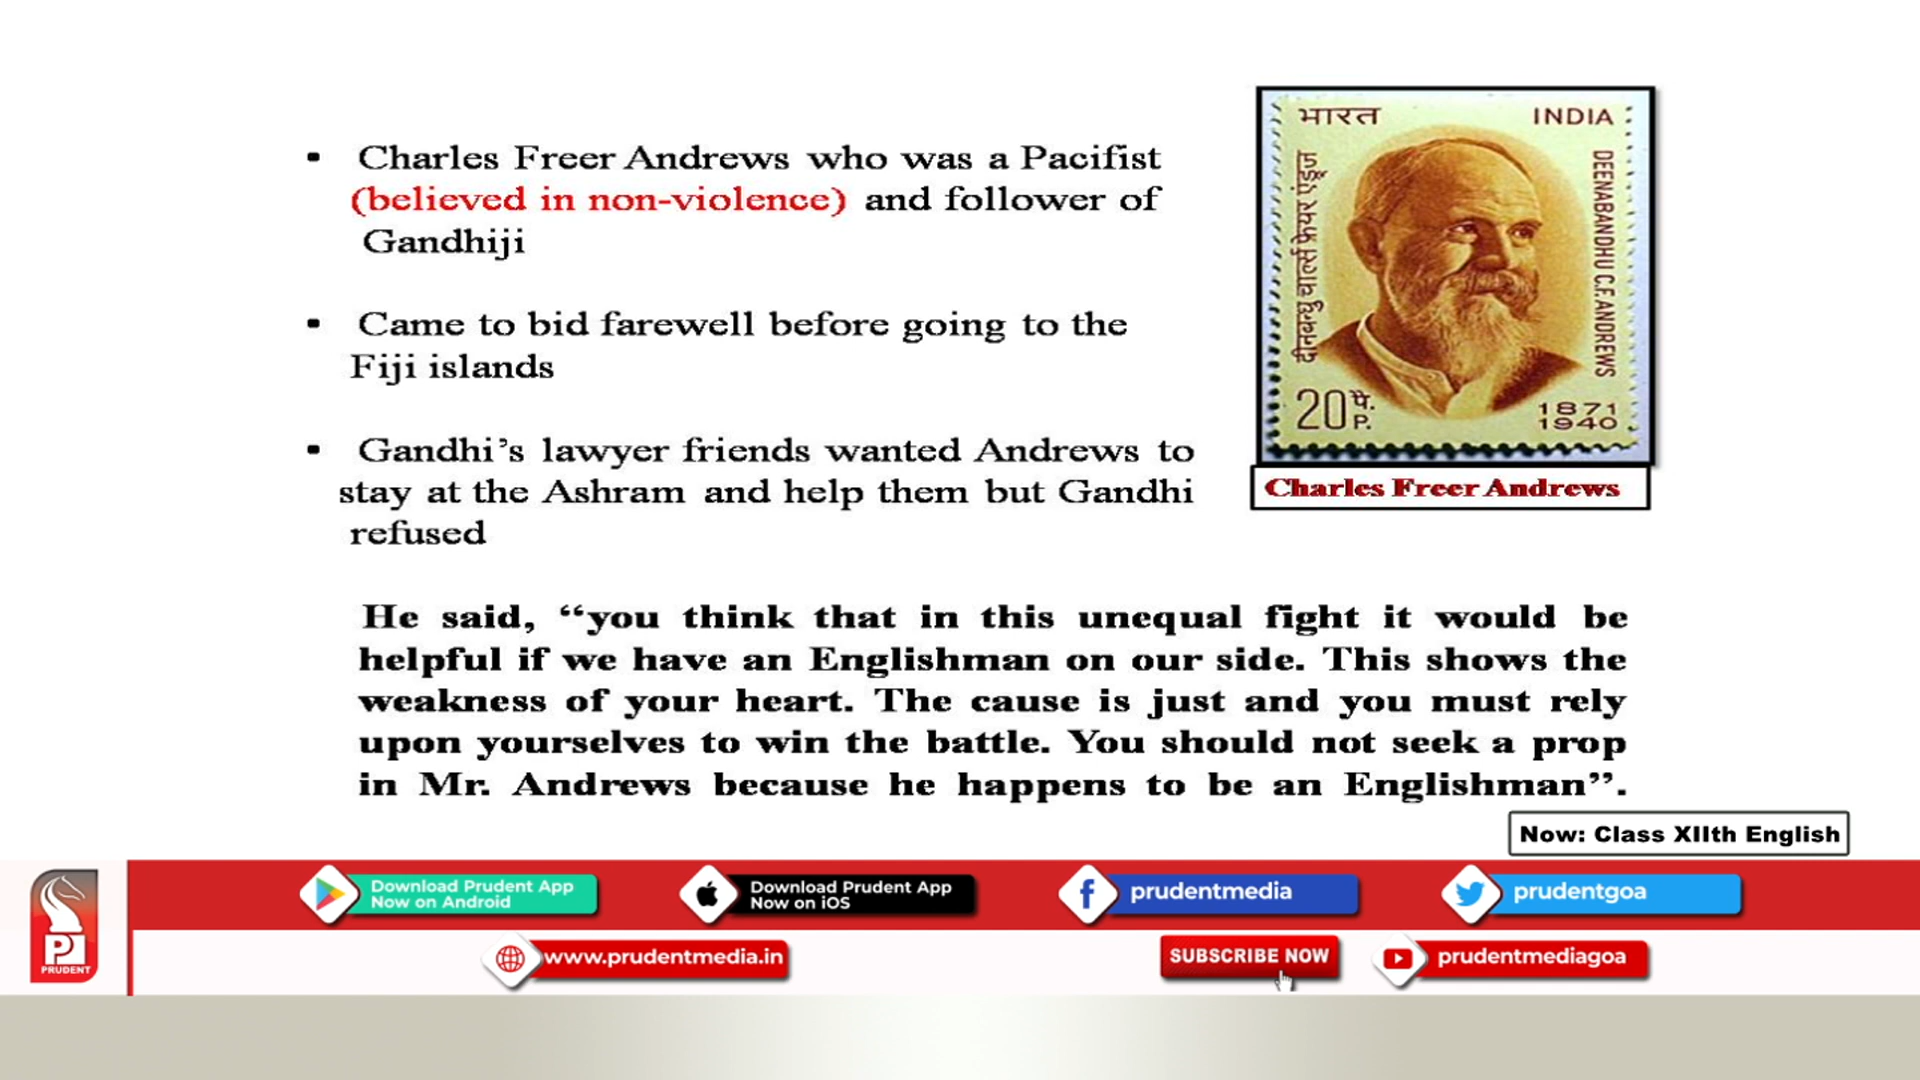 ▪ Charles Freer Andrews who was a Pacifist
(believed in non-violence) and follower of
Gandhiji
▪ Came to bid farewell before going to the
Fiji islands
▪ Gandhi’s lawyer friends wanted Andrews to
stay at the Ashram and help them but Gandhi
refused
He said, “you think that in this unequal fight it would be
helpful if we have an Englishman on our side. This shows the
weakness of your heart. The cause is just and you must rely
upon yourselves to win the battle. You should not seek a prop
in Mr. Andrews because he happens to be an Englishman”.
भारत
INDIA
DEENABANDHU C.F. ANDREWS
20 पै.
P.
1871
1940
Charles Freer Andrews
Now: Class XIIth English
PRUDENT
Download Prudent App
Now on Android
Download Prudent App
Now on iOS
prudentmedia
prudentgoa
www.prudentmedia.in
SUBSCRIBE NOW
prudentmediagoa